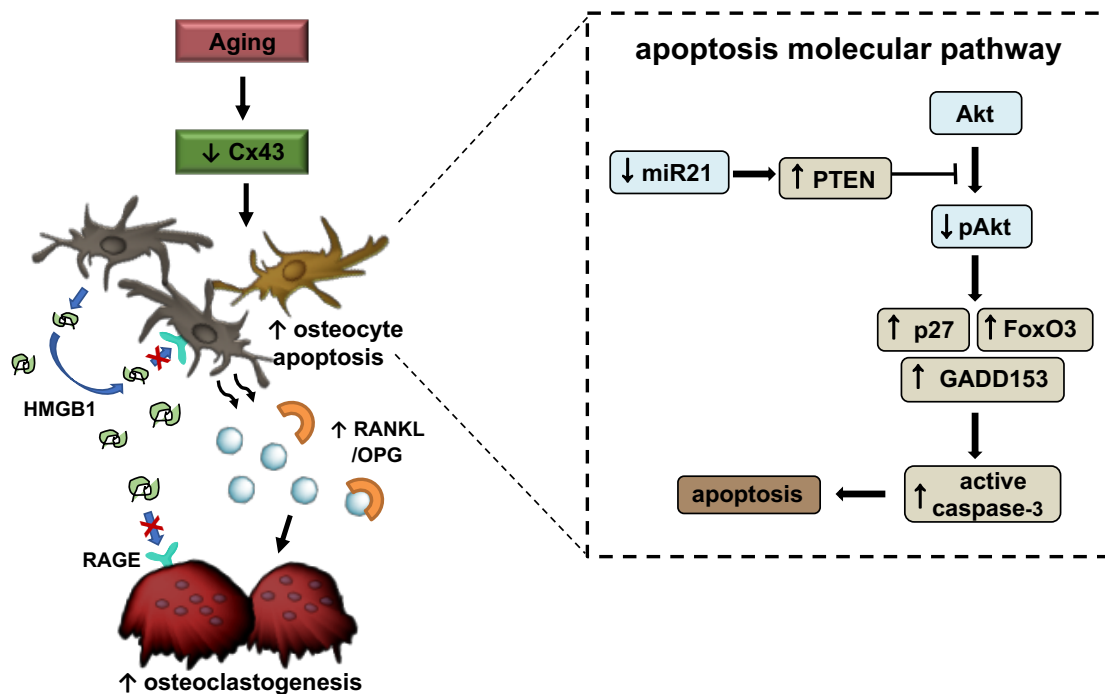 Aging
↓ Cx43
↑ osteocyte
apoptosis
HMGB1
↑ RANKL
/OPG
RAGE
↑ osteoclastogenesis
apoptosis molecular pathway
Akt
↓ miR21
↑ PTEN
↓ pAkt
↑ p27
↑ FoxO3
↑ GADD153
↑ active
caspase-3
apoptosis